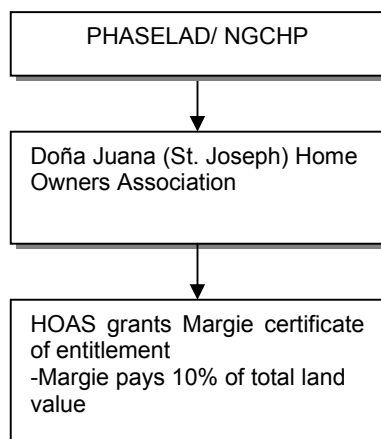 PHASELAD/ NGCHP
Doña Juana (St. Joseph) Home
Owners Association
HOAS grants Margie certificate
of entitlement
-Margie pays 10% of total land
value